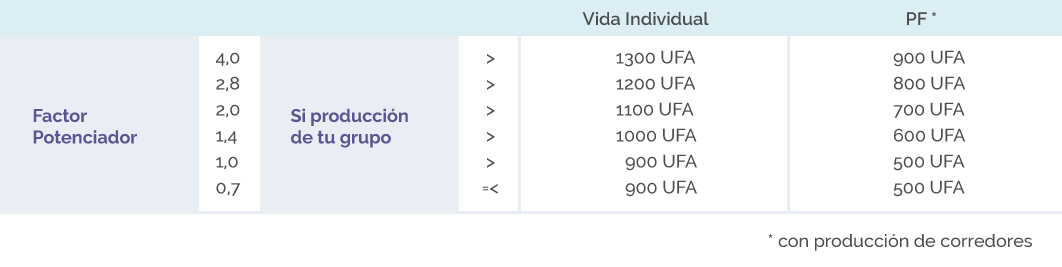 Vida Individual PF *
4,0 > 1300 UFA 900 UFA
2,8 > 1200 UFA 800 UFA
Factor Si producción
2,0 > 1100 UFA 700 UFA
Potenciador de tu grupo
1,4 > 1000 UFA 600 UFA
1,0 > 900 UFA 500 UFA
0,7 =< 900 UFA 500 UFA
* con producción de corredores